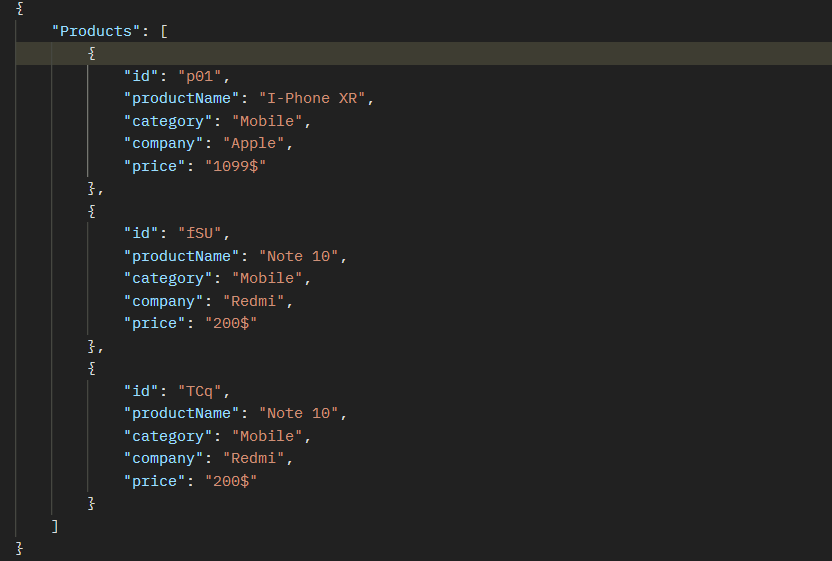 {
"Products": [
{
"id": "p01",
"productName": "I-Phone XR",
"category": "Mobile",
"company": "Apple",
"price": "1099$"
},
{
"id": "fSU",
"productName": "Note 10",
"category": "Mobile",
"company": "Redmi",
"price": "200$"
},
{
"id": "TCq",
"productName": "Note 10",
"category": "Mobile",
"company": "Redmi",
"price": "200$"
}
]
}